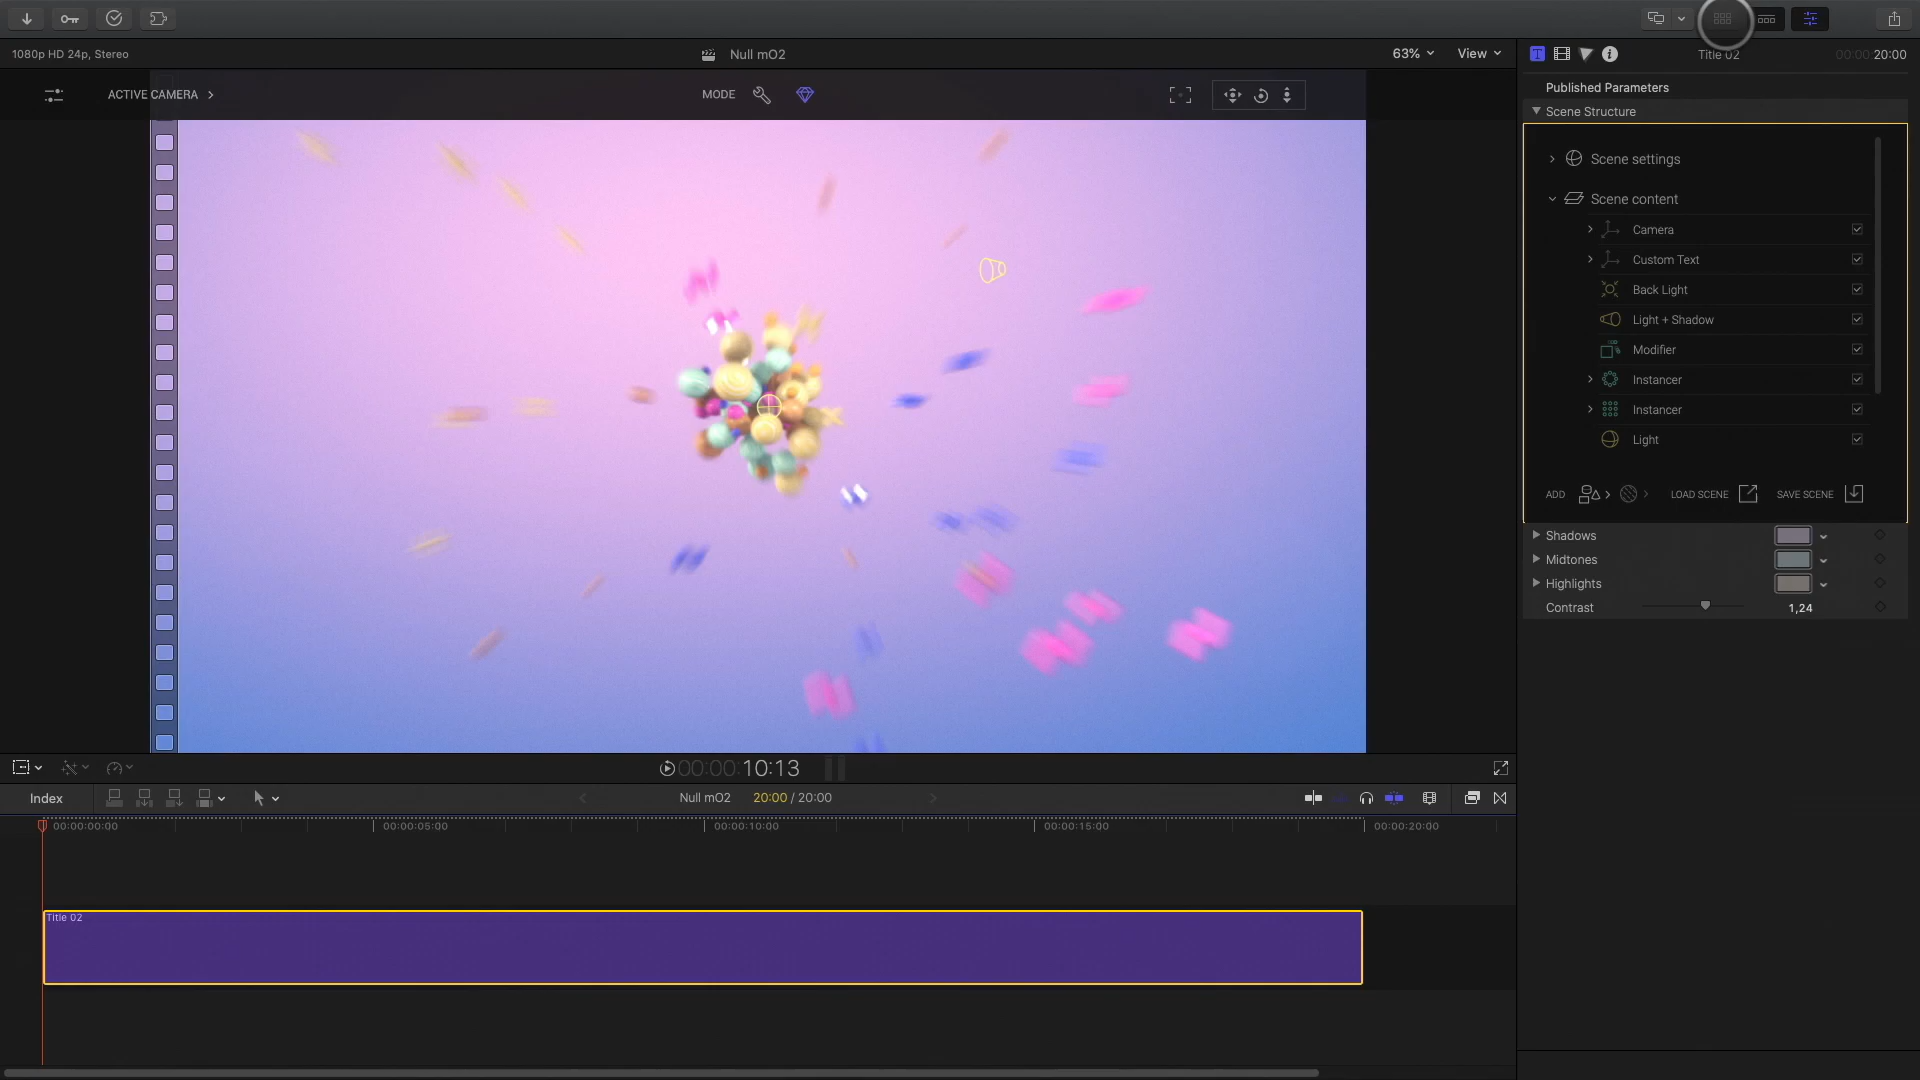 1080p HD 24p, Stereo
Null mO2
63%
View
Title 02
00:00:20:00
ACTIVE CAMERA
MODE
Published Parameters
Scene Structure
Scene settings
Scene content
Camera
Custom Text
Back Light
Light + Shadow
Modifier
Instancer
Instancer
Light
ADD
LOAD SCENE
SAVE SCENE
Shadows
Midtones
Highlights
Contrast
1,24
00:00:10:13
Index
Null mO2
20:00 / 20:00
00:00:00:00
00:00:05:00
00:00:10:00
00:00:15:00
00:00:20:00
Title 02